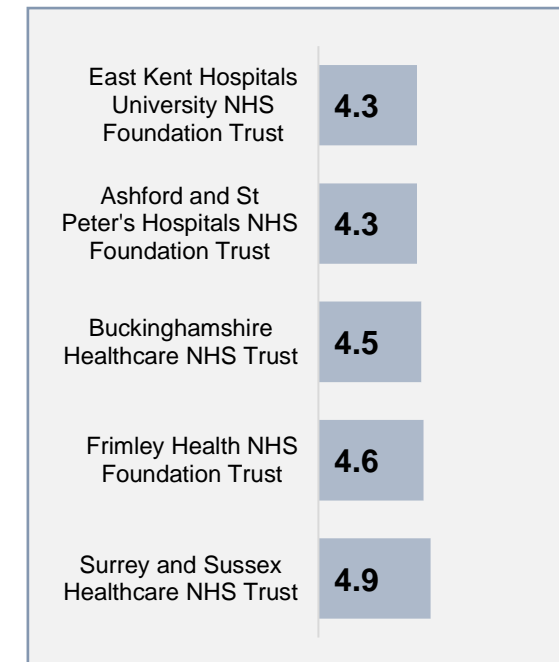 East Kent Hospitals
University NHS
Foundation Trust
4.3
Ashford and St
Peter's Hospitals NHS
Foundation Trust
4.3
Buckinghamshire
Healthcare NHS Trust
4.5
Frimley Health NHS
Foundation Trust
4.6
Surrey and Sussex
Healthcare NHS Trust
4.9